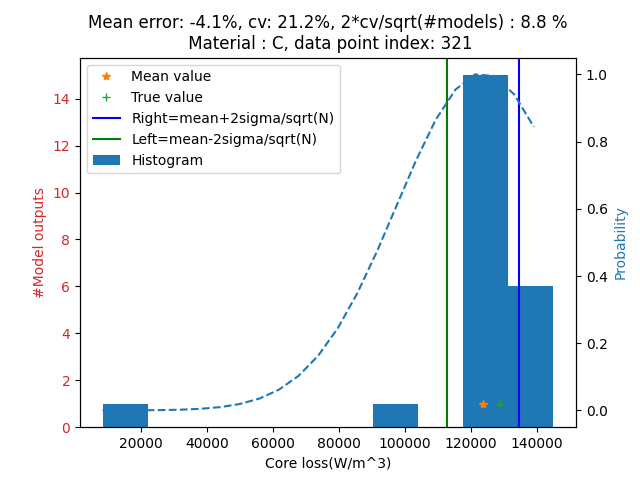 Mean error: -4.1%, cv: 21.2%, 2*cv/sqrt(#models) : 8.8 %
Material : C, data point index: 321
Mean value
True value
Right=mean+2sigma/sqrt(N)
Left=mean-2sigma/sqrt(N)
Histogram
#Model outputs
14
12
10
8
6
4
2
0
1.0
0.8
0.6
0.4
0.2
0.0
Probability
20000 40000 60000 80000 100000 120000 140000
Core loss(W/m^3)